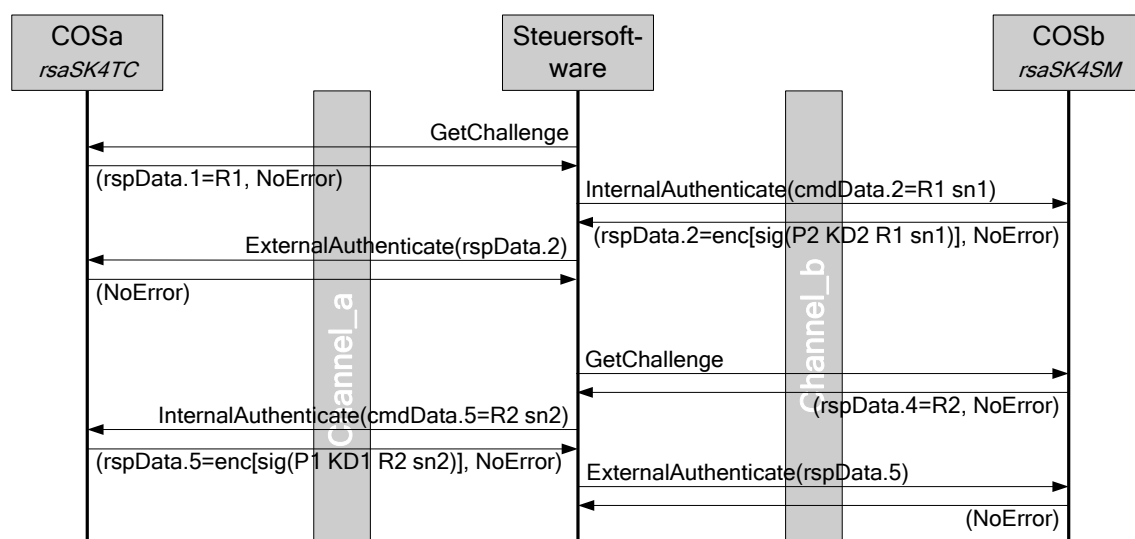 COSa
rsaSK4TC
Steuersoft-
ware
COSb
rsaSK4SM
GetChallenge
(rspData.1=R1, NoError)
InternalAuthenticate(cmdData.2=R1 sn1)
(rspData.2=enc[sig(P2 KD2 R1 sn1)], NoError)
ExternalAuthenticate(rspData.2)
(NoError)
Channel_a
Channel_b
GetChallenge
(rspData.4=R2, NoError)
InternalAuthenticate(cmdData.5=R2 sn2)
(rspData.5=enc[sig(P1 KD1 R2 sn2)], NoError)
ExternalAuthenticate(rspData.5)
(NoError)